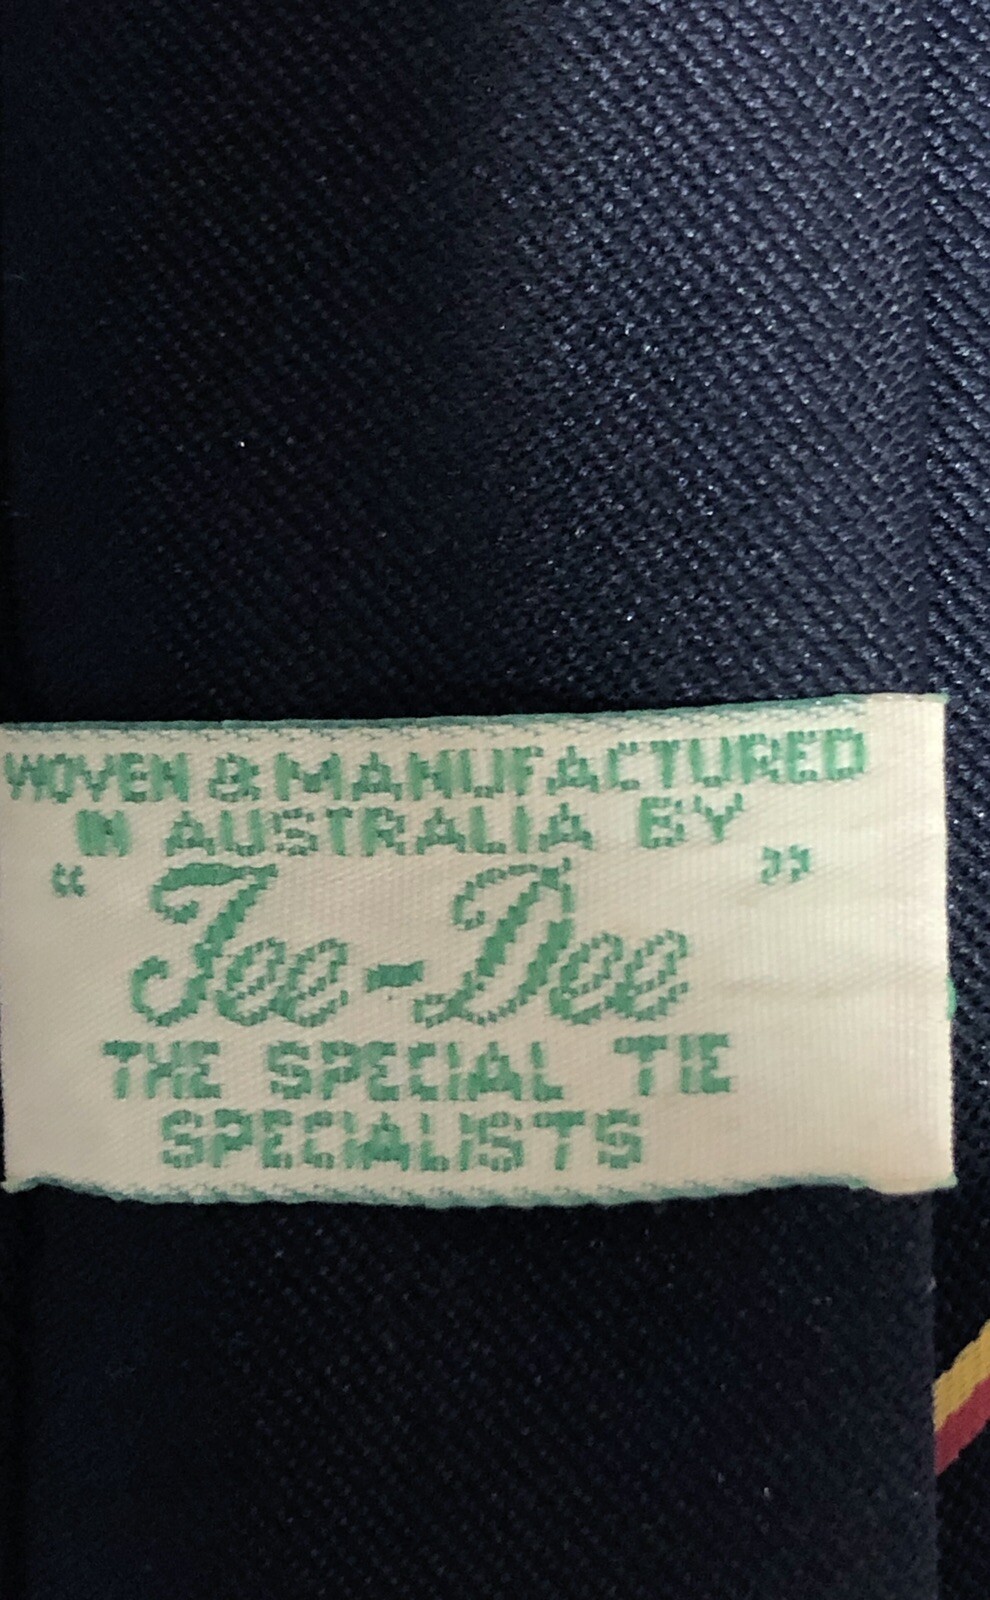 WOVEN & MANUFACTURED
IN AUSTRALIA BY
“Tee-Dee”
THE SPECIAL TIE
SPECIALISTS